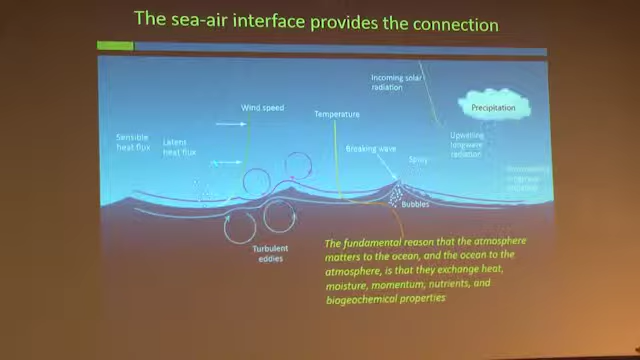 The sea-air interface provides the connection
Incoming solar
radiation
Wind speed
Temperature
Precipitation
Sensible
heat flux
Latent
heat flux
Breaking wave
Upwelling
longwave
radiation
Spray
Bubbles
Turbulent
eddies
The fundamental reason that the atmosphere
matters to the ocean, and the ocean to the
atmosphere, is that they exchange heat,
moisture, momentum, nutrients, and
biogeochemical properties